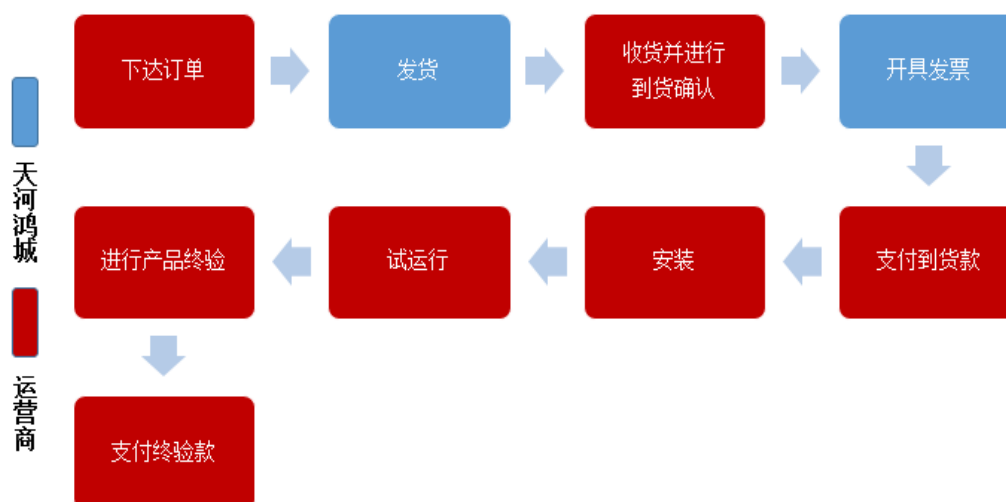 下达订单
发货
收货并进行
到货确认
开具发票
天河鸿城
进行产品终验
试运行
安装
支付到货款
运营商
支付终验款